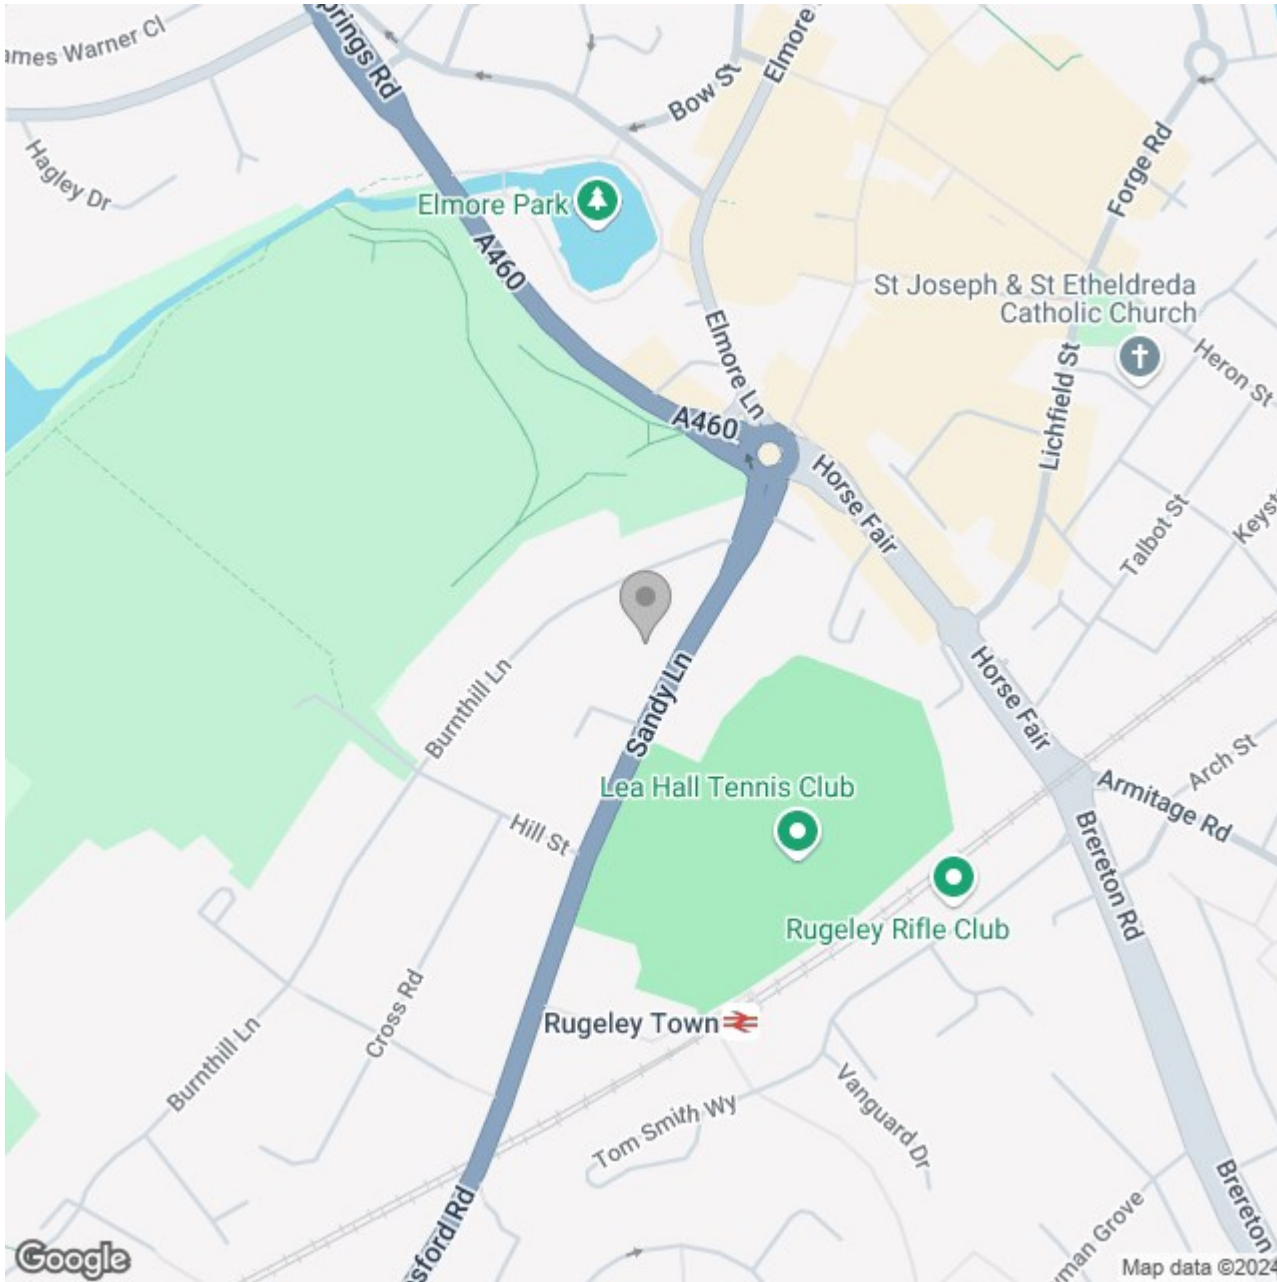 ames Warner Cl
prings Rd
Elmore
Bow St
Hagley Dr
Forge Rd
Elmore Park
A460
St Joseph & St Etheldreda
Catholic Church
Elmore Ln
Heron St
Lichfield St
A460
Horse Fair
Talbot St
Keyst
Burnthill Ln
Sandy Ln
Horse Fair
Arch St
Lea Hall Tennis Club
Armitage Rd
Hill St
Brereton Rd
Rugeley Rifle Club
Cross Rd
Rugeley Town
Burnthill Ln
Vanguard Dr
Tom Smith Wy
Brereton
sford Rd
man Grove
Google
Map data ©2024